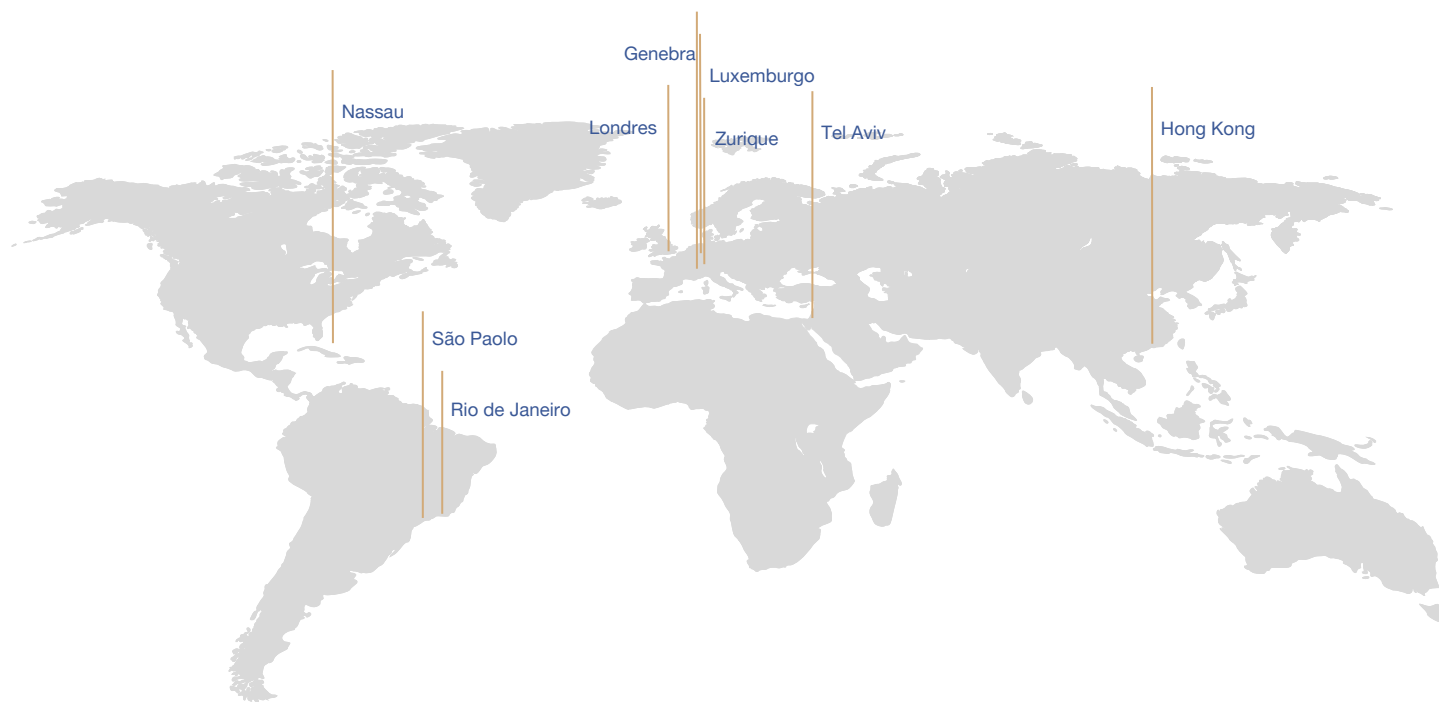 Genebra
Luxemburgo
Nassau
Londres
Zurique
Tel Aviv
Hong Kong
São Paolo
Rio de Janeiro